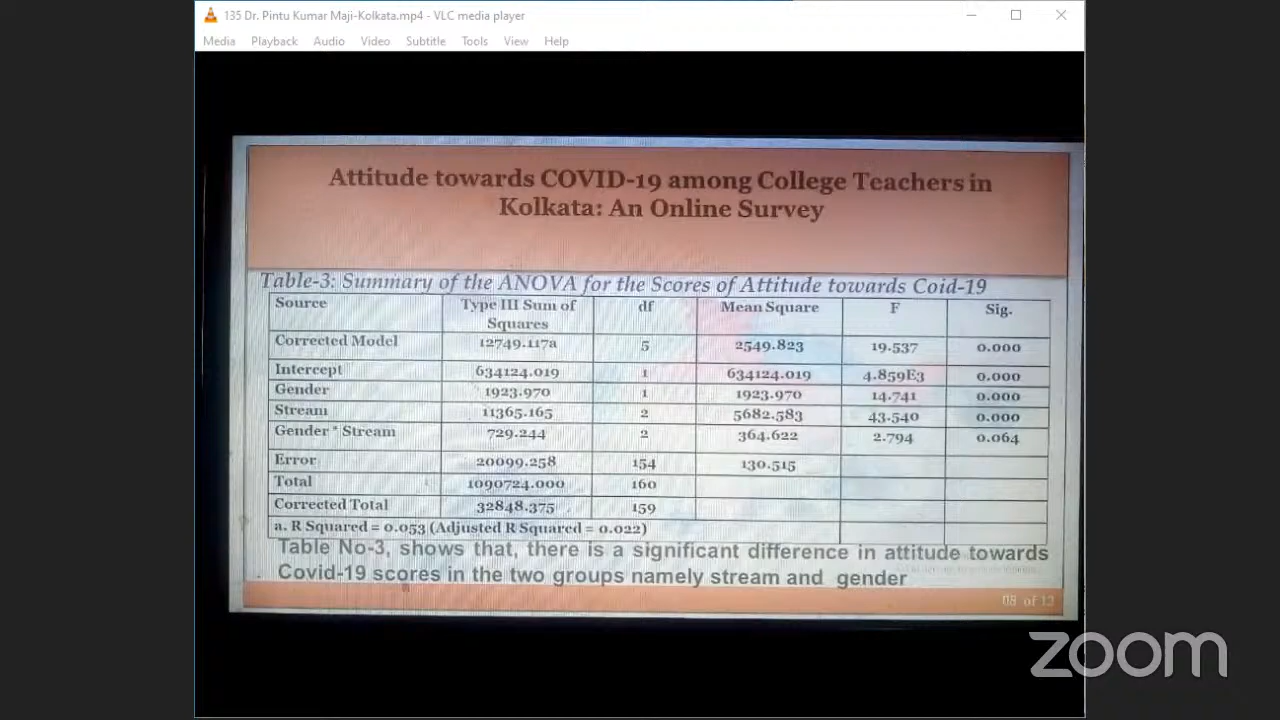 135 Dr. Pintu Kumar Maji-Kolkata.mp4 - VLC media player
Media Playback Audio Video Subtitle Tools View Help
Attitude towards COVID-19 among College Teachers in
Kolkata: An Online Survey
Table-3: Summary of the ANOVA for the Scores of Attitude towards Coid-19
Source Type III Sum of Squares df Mean Square F Sig.
Corrected Model 12749.117a 5 2549.823 19.537 0.000
Intercept 634124.019 1 634124.019 4.859E3 0.000
Gender 1923.970 1 1923.970 14.741 0.000
Stream 11365.165 2 5682.583 43.540 0.000
Gender * Stream 729.244 2 364.622 2.794 0.064
Error 20099.258 154 130.515
Total 1090724.000 160
Corrected Total 32848.375 159
a. R Squared = 0.053 (Adjusted R Squared = 0.022)
Table No-3, shows that, there is a significant difference in attitude towards
Covid-19 scores in the two groups namely stream and gender
08 of 12
zoom